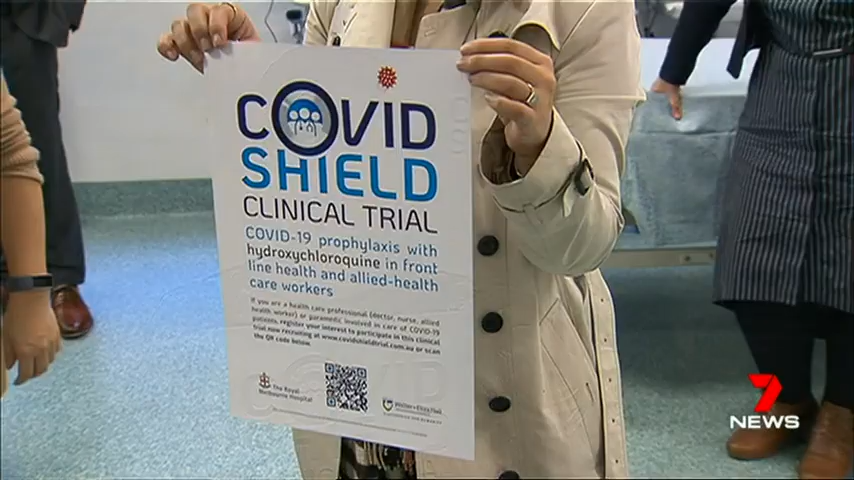 COVID
SHIELD
CLINICAL TRIAL
COVID-19 prophylaxis with
hydroxychloroquine in front
line health and allied-health
care workers
If you are a health care professional (doctor, nurse, allied
health worker) or paramedic involved in care of COVID-19
patients, register your interest to participate in this clinical
trial now recruiting at www.covidshieldtrial.com.au or scan
the QR code below.
The Royal
Melbourne Hospital
7
NEWS